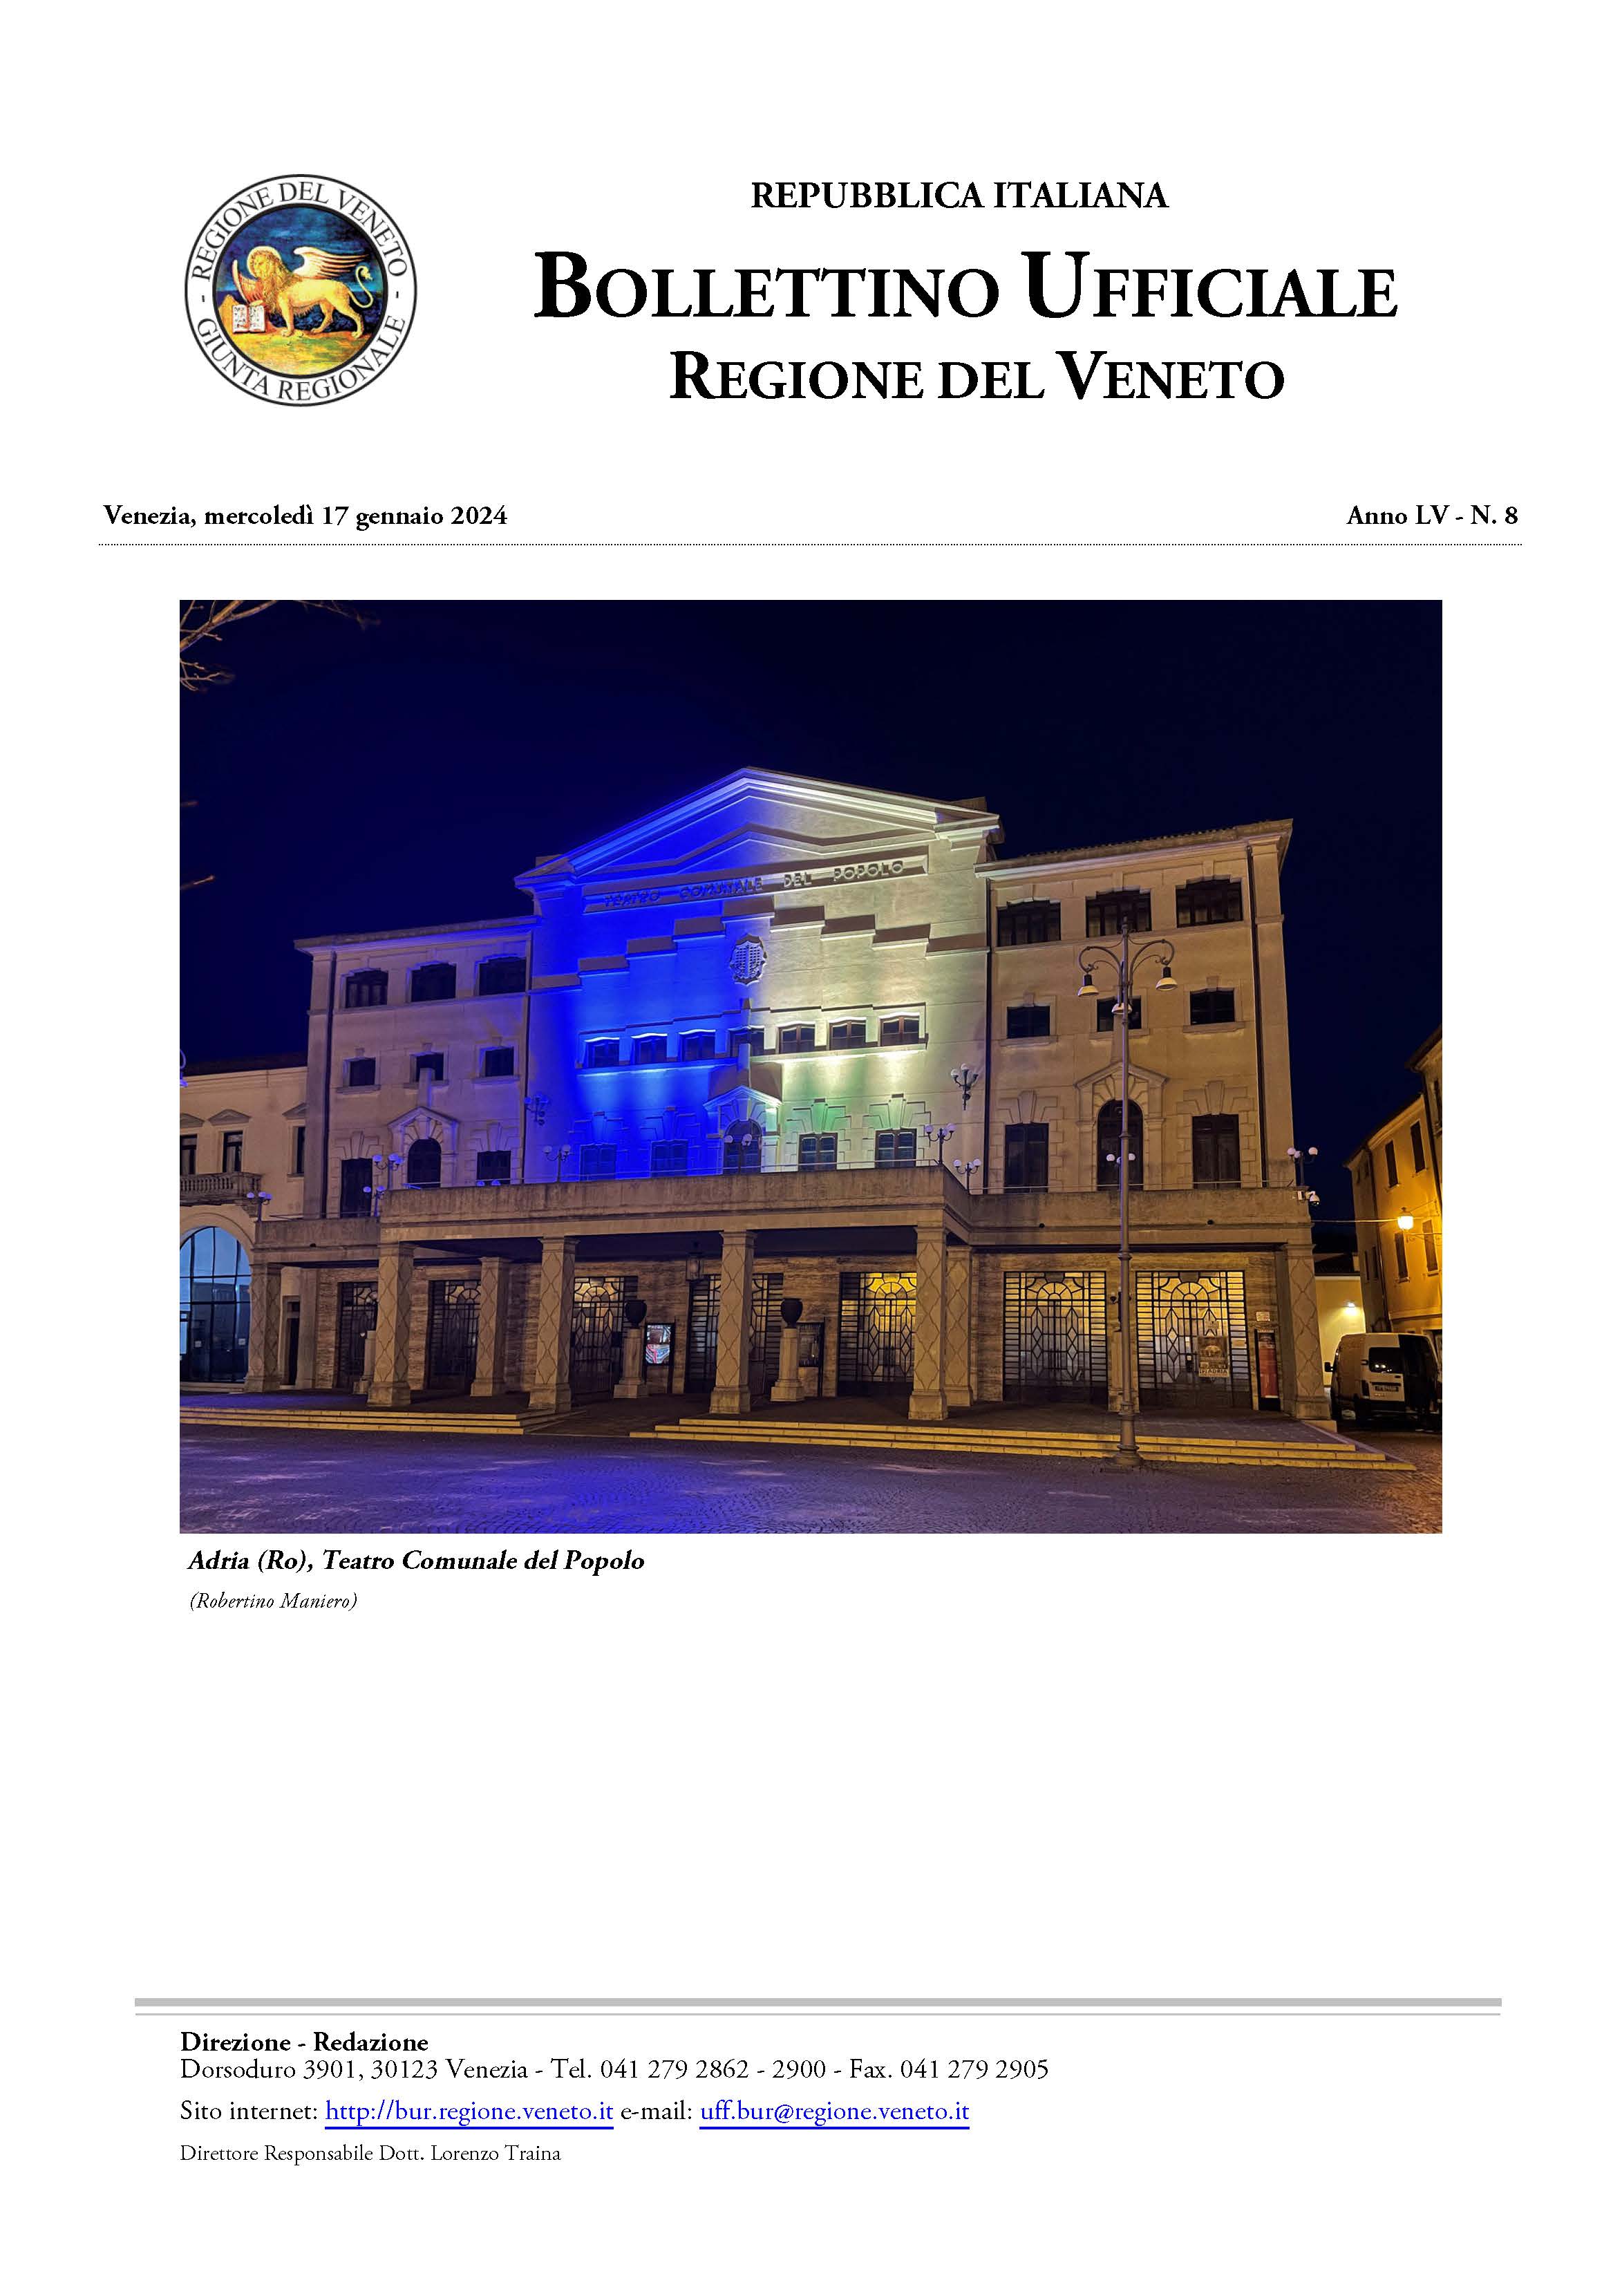 REGIONE DEL VENETO
GIUNTA REGIONALE
REPUBBLICA ITALIANA
BOLLETTINO UFFICIALE
REGIONE DEL VENETO
Venezia, mercoledì 17 gennaio 2024
Anno LV - N. 8
TEATRO COMUNALE DEL POPOLO
Adria (Ro), Teatro Comunale del Popolo
(Robertino Maniero)
Direzione - Redazione
Dorsoduro 3901, 30123 Venezia - Tel. 041 279 2862 - 2900 - Fax. 041 279 2905
Sito internet: http://bur.regione.veneto.it e-mail: uff.bur@regione.veneto.it
Direttore Responsabile Dott. Lorenzo Traina